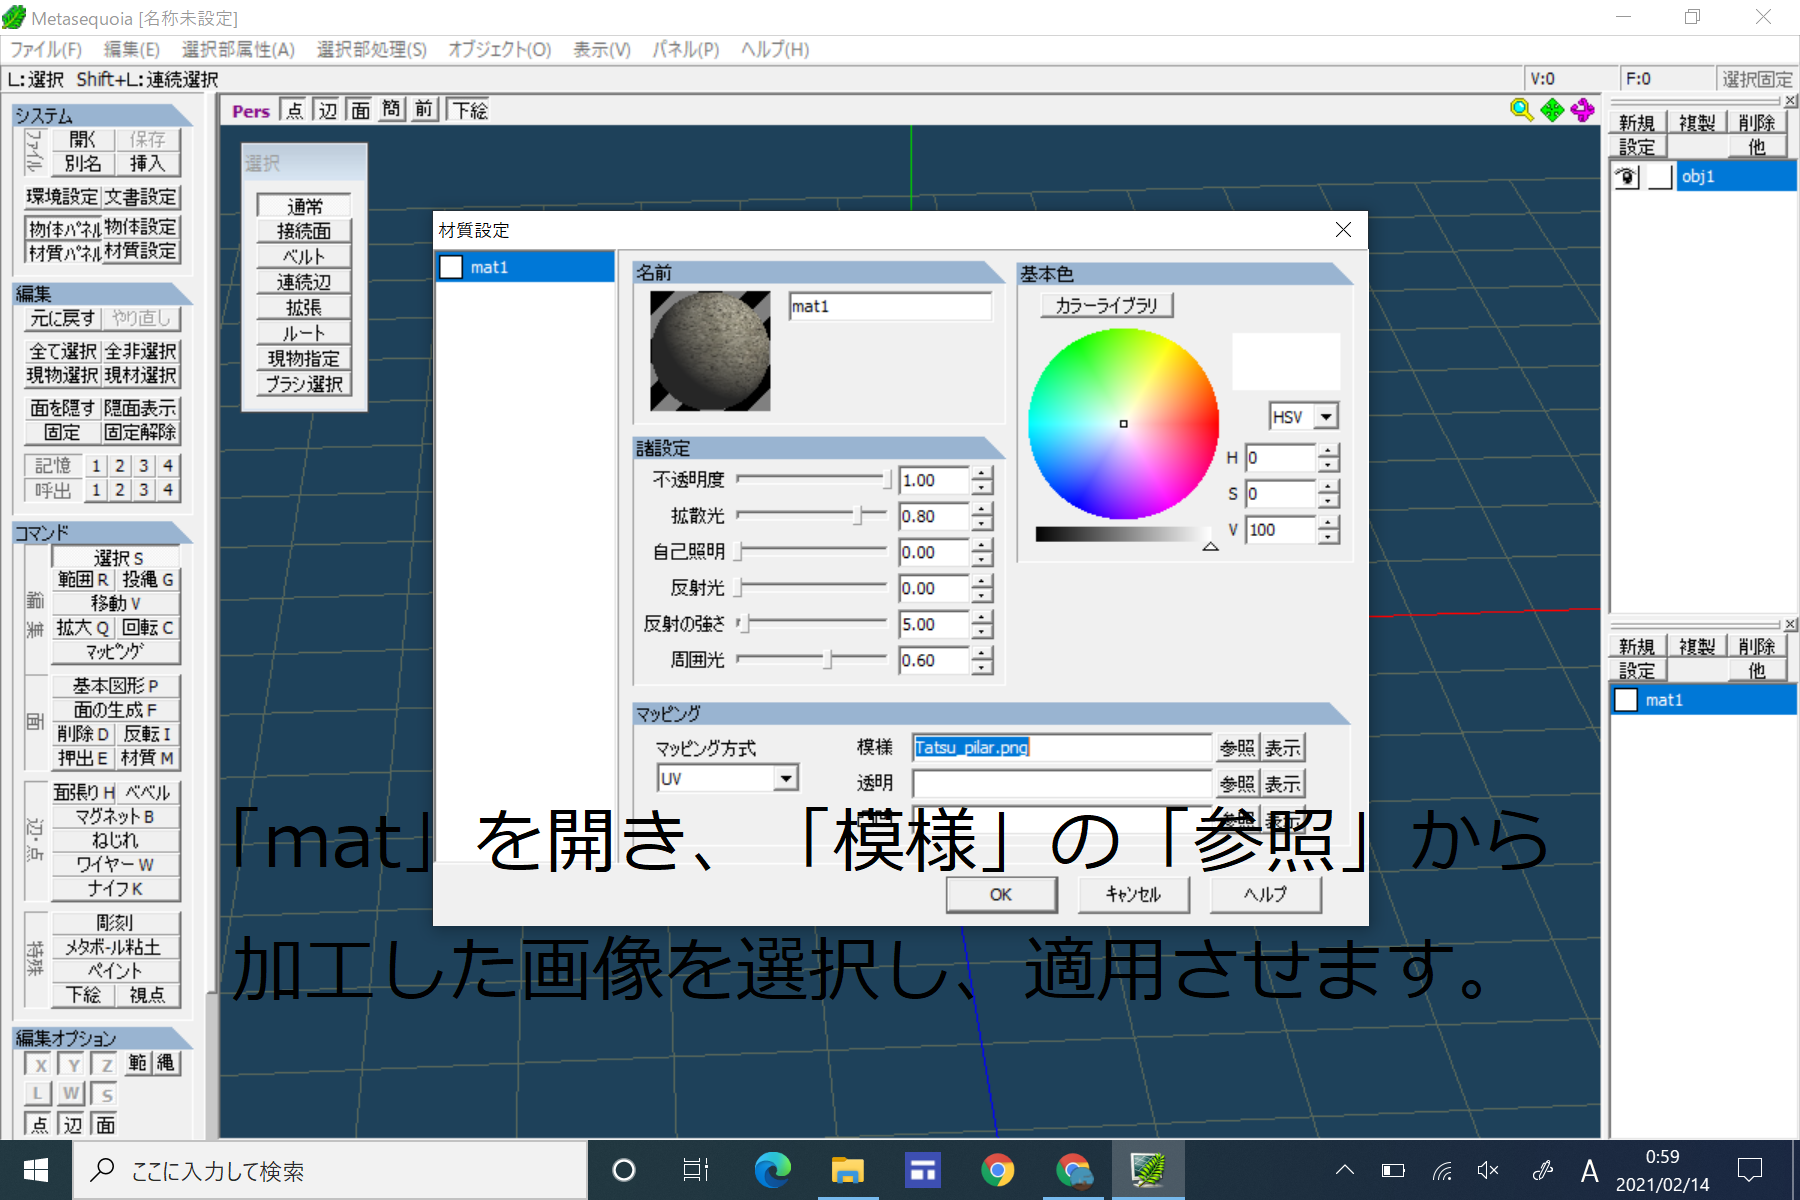 Metasequoia [名称未設定]
ファイル(F) 編集(E) 選択部属性(A) 選択部処理(S) オブジェクト(O) 表示(V) パネル(P) ヘルプ(H)
L:選択 Shift+L:連続選択
V:0 F:0 選択固定
システム
ファイル
開く 保存
別名 挿入
環境設定 文書設定
物体パネル 物体設定
材質パネル 材質設定
編集
元に戻す やり直し
全て選択 全非選択
現物選択 現材選択
面を隠す 隠面表示
固定 固定解除
記憶 1 2 3 4
呼出 1 2 3 4
コマンド
選択 S
範囲 R 投縄 G
移動 V
拡大 Q 回転 C
マッピング
基本図形 P
面の生成 F
削除 D 反転 I
押出 E 材質 M
面
面張り H ベベル
マグネット B
ねじれ
ワイヤー W
ナイフ K
辺・点
彫刻
メタボール粘土
ペイント
下絵 視点
特殊
編集オプション
X Y Z 範 縄
L W S
点 辺 面
Pers 点 辺 面 簡 前 下絵
選択
通常
接続面
ベルト
連続辺
拡張
ルート
現物指定
ブラシ選択
材質設定
mat1
名前
mat1
諸設定
不透明度 1.00
拡散光 0.80
自己照明 0.00
反射光 0.00
反射の強さ 5.00
周囲光 0.60
基本色
カラーライブラリ
HSV
H 0
S 0
V 100
マッピング
マッピング方式
UV
模様 Tatsu_pilar.png 参照 表示
透明 参照 表示
参照 表示
OK キャンセル ヘルプ
「mat」を開き、「模様」の「参照」から
加工した画像を選択し、適用させます。
新規 複製 削除
設定 他
obj1
新規 複製 削除
設定 他
mat1
ここに入力して検索
A
0:59
2021/02/14